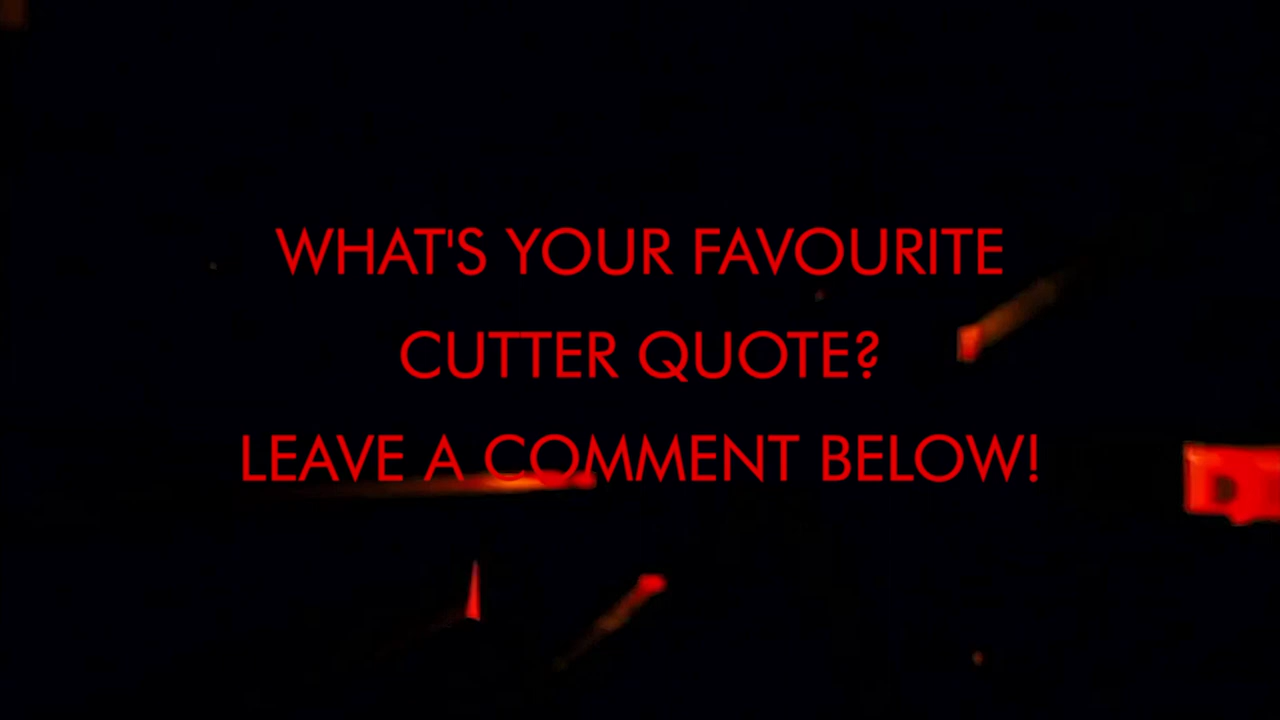 WHAT'S YOUR FAVOURITE
CUTTER QUOTE?
LEAVE A COMMENT BELOW!